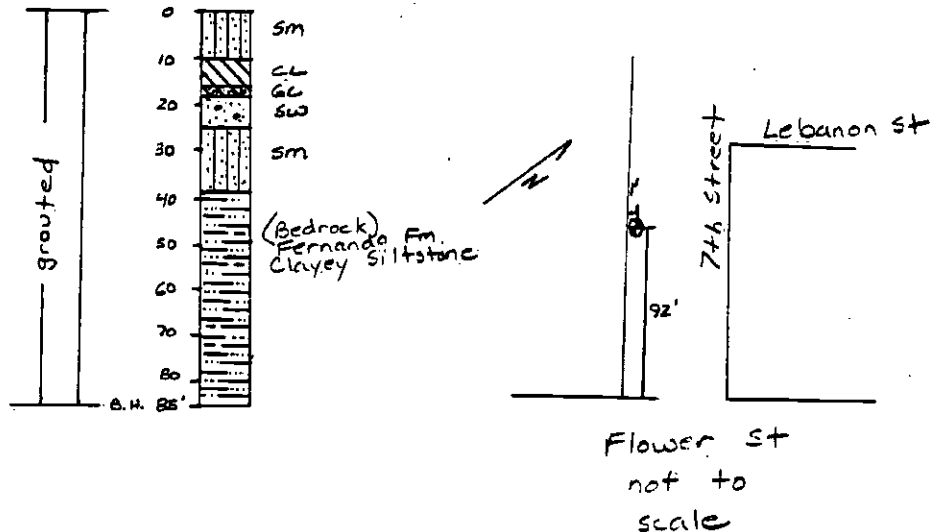 0
Sm
10
CL
GC
20
SW
30
Sm
40
(Bedrock)
Fernando Fm.
50
Clayey Siltstone
60
70
80
B.H. 85'
grouted
N
92'
7th Street
Lebanon St
Flower St
not to
scale